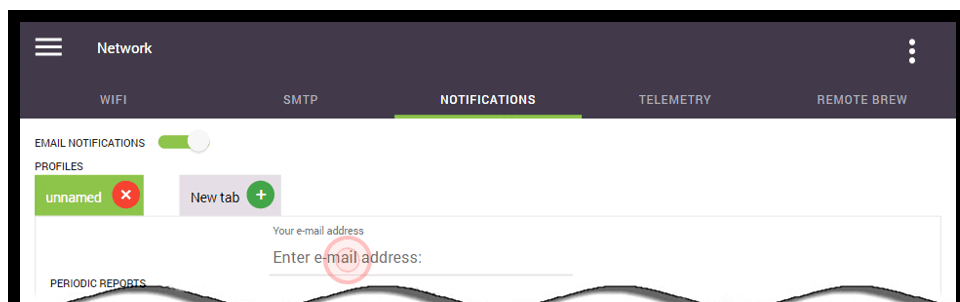 Network
WIFI SMTP NOTIFICATIONS TELEMETRY REMOTE BREW
EMAIL NOTIFICATIONS
PROFILES
unnamed New tab
Your e-mail address
Enter e-mail address:
PERIODIC REPORTS